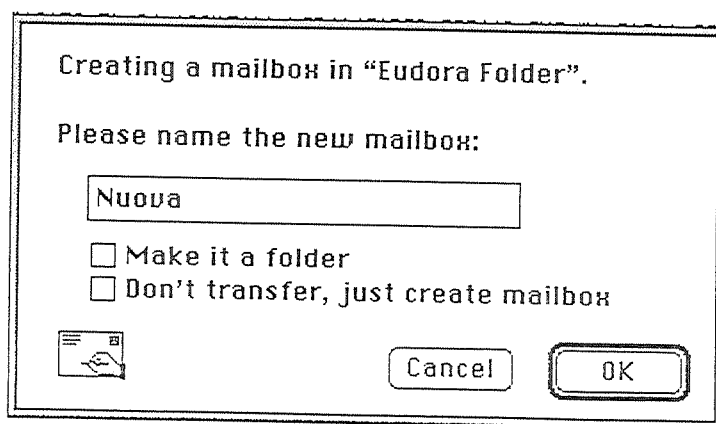 Creating a mailbox in “Eudora Folder”.
Please name the new mailbox:
Nuova
Make it a folder
Don't transfer, just create mailbox
Cancel
OK